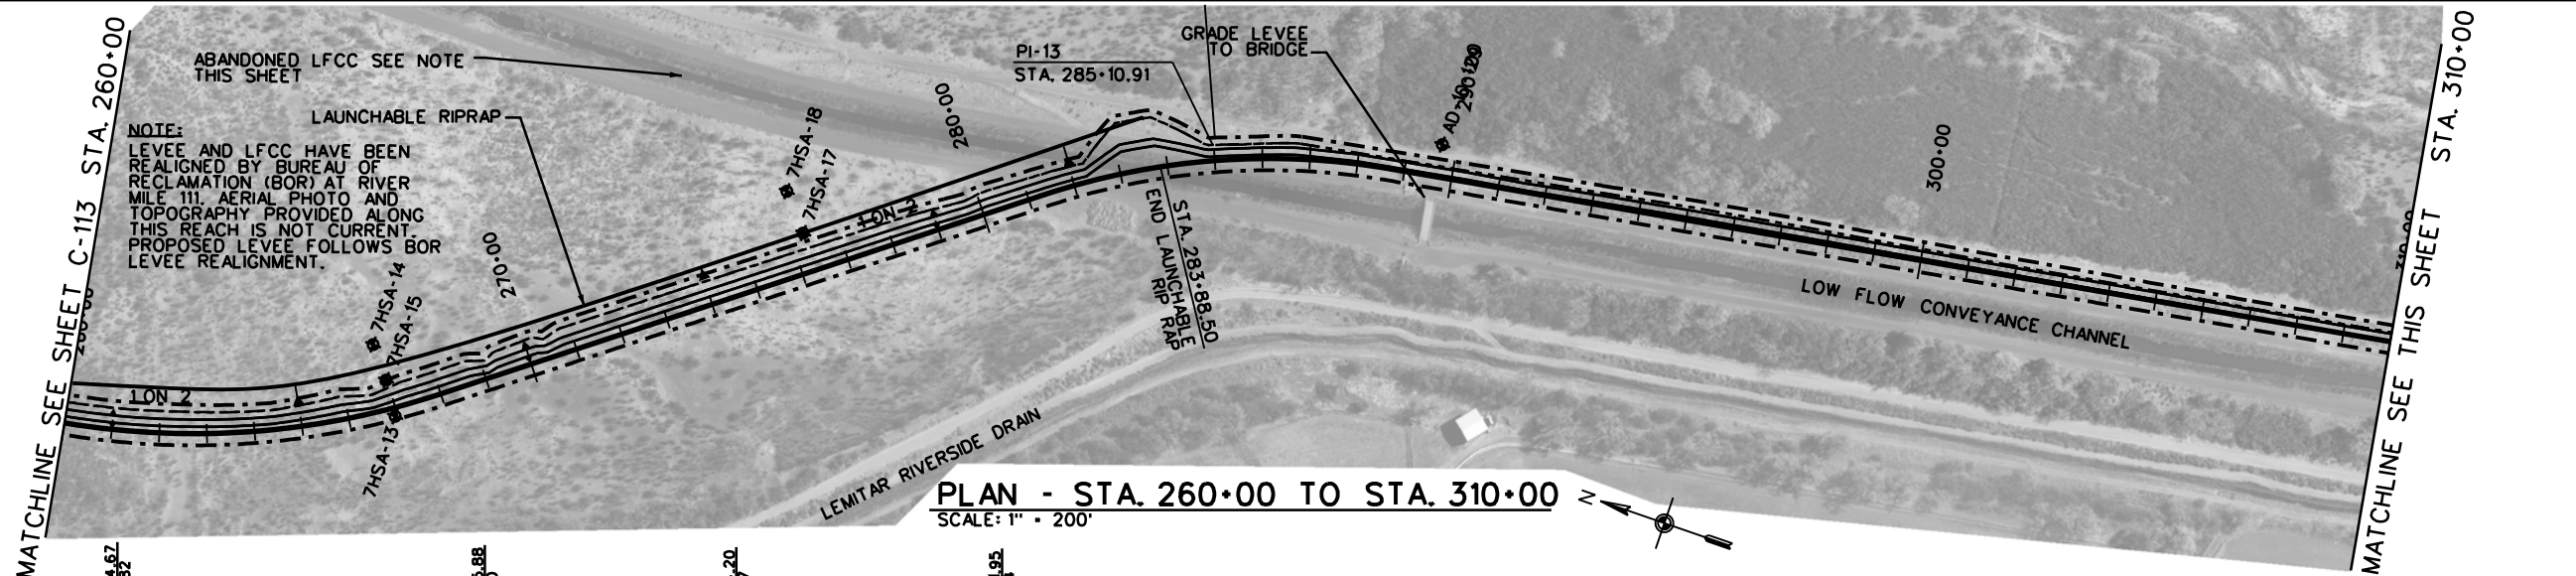 MATCHLINE SEE SHEET C-113 STA. 260+00
ABANDONED LFCC SEE NOTE
THIS SHEET
LAUNCHABLE RIPRAP
NOTE:
LEVEE AND LFCC HAVE BEEN
REALIGNED BY BUREAU OF
RECLAMATION (BOR) AT RIVER
MILE 111. AERIAL PHOTO AND
TOPOGRAPHY PROVIDED ALONG
THIS REACH IS NOT CURRENT.
PROPOSED LEVEE FOLLOWS BOR
LEVEE REALIGNMENT.
7HSA-14
7HSA-15
7HSA-13
1 ON 2
270+00
7HSA-18
7HSA-17
1 ON 2
280+00
PI-13
STA. 285+10.91
GRADE LEVEE
TO BRIDGE
STA. 283+88.50
END LAUNCHABLE
RIP RAP
300+00
LOW FLOW CONVEYANCE CHANNEL
LEMITAR RIVERSIDE DRAIN
MATCHLINE SEE THIS SHEET STA. 310+00
PLAN - STA. 260+00 TO STA. 310+00
SCALE: 1" = 200'
N